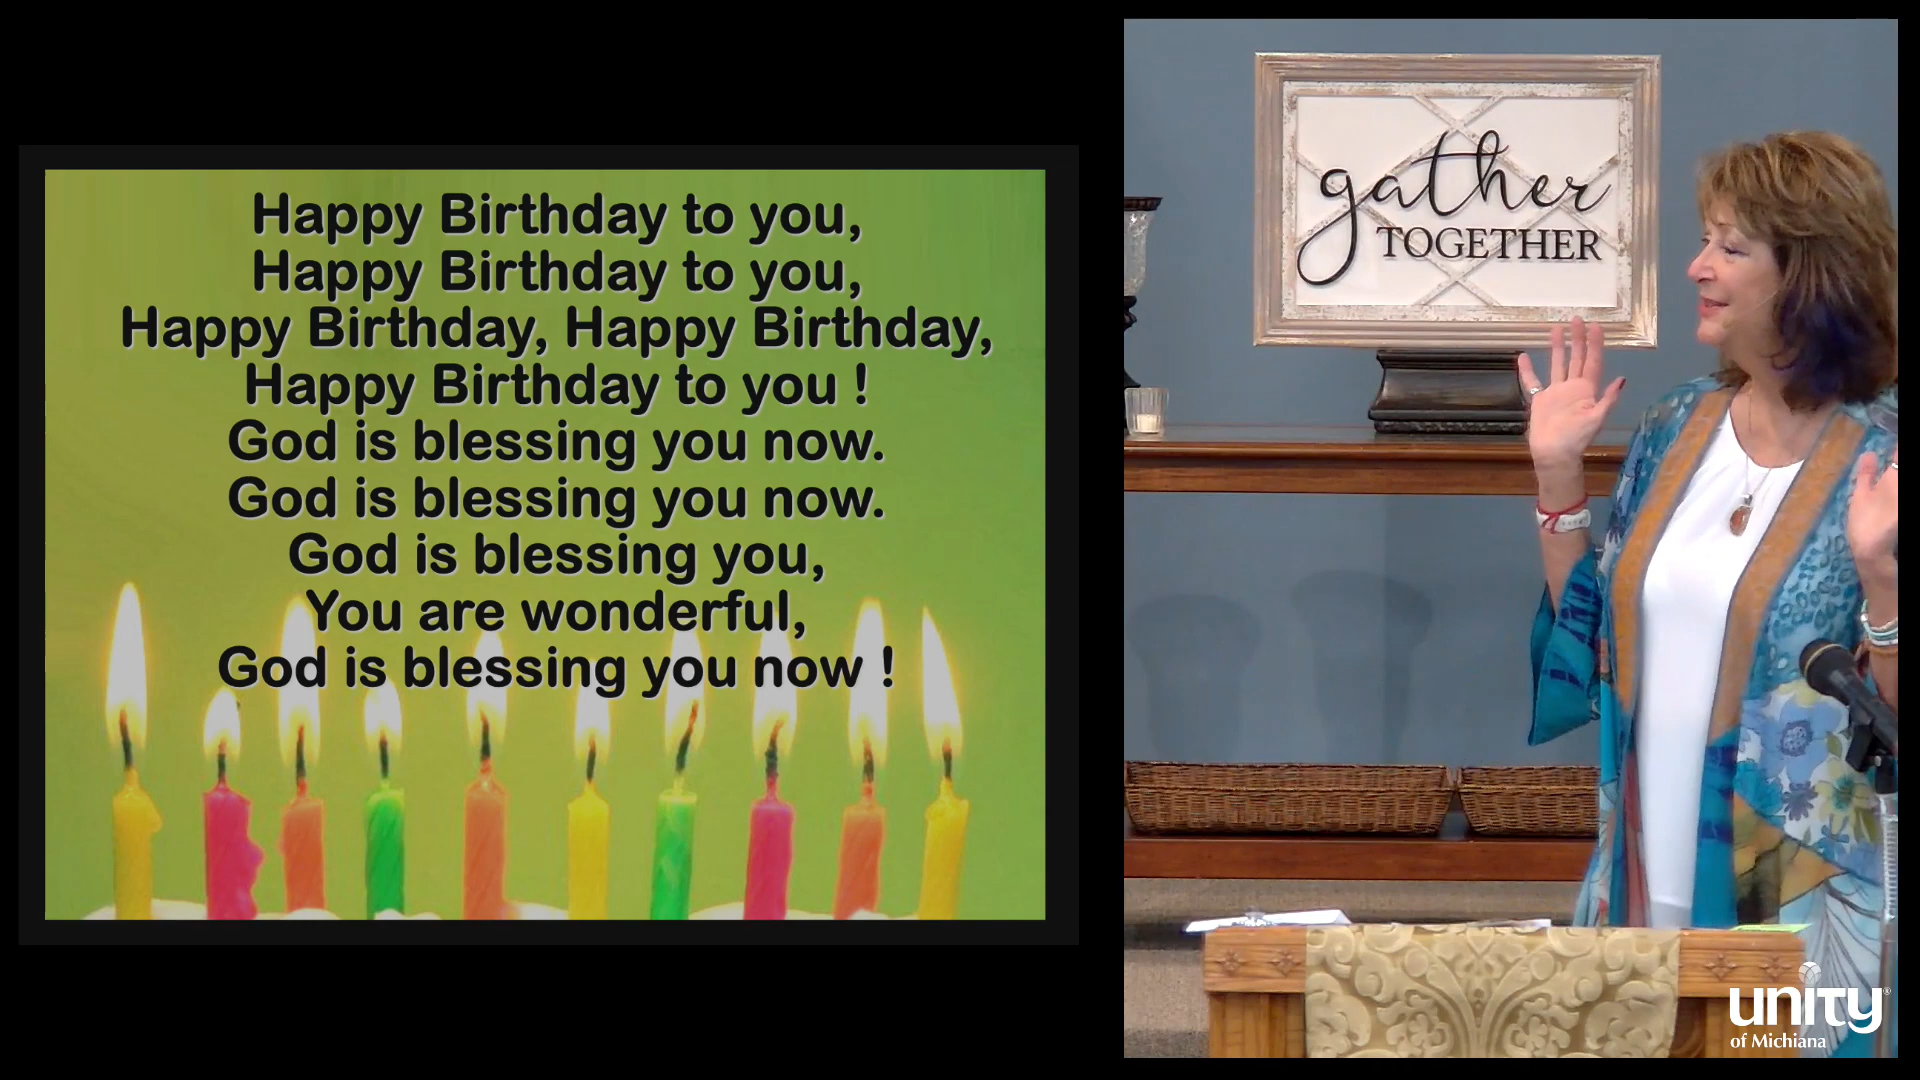 Happy Birthday to you,
Happy Birthday to you,
Happy Birthday, Happy Birthday,
Happy Birthday to you !
God is blessing you now.
God is blessing you now.
God is blessing you,
You are wonderful,
God is blessing you now !
gather
TOGETHER
unity®
of Michiana